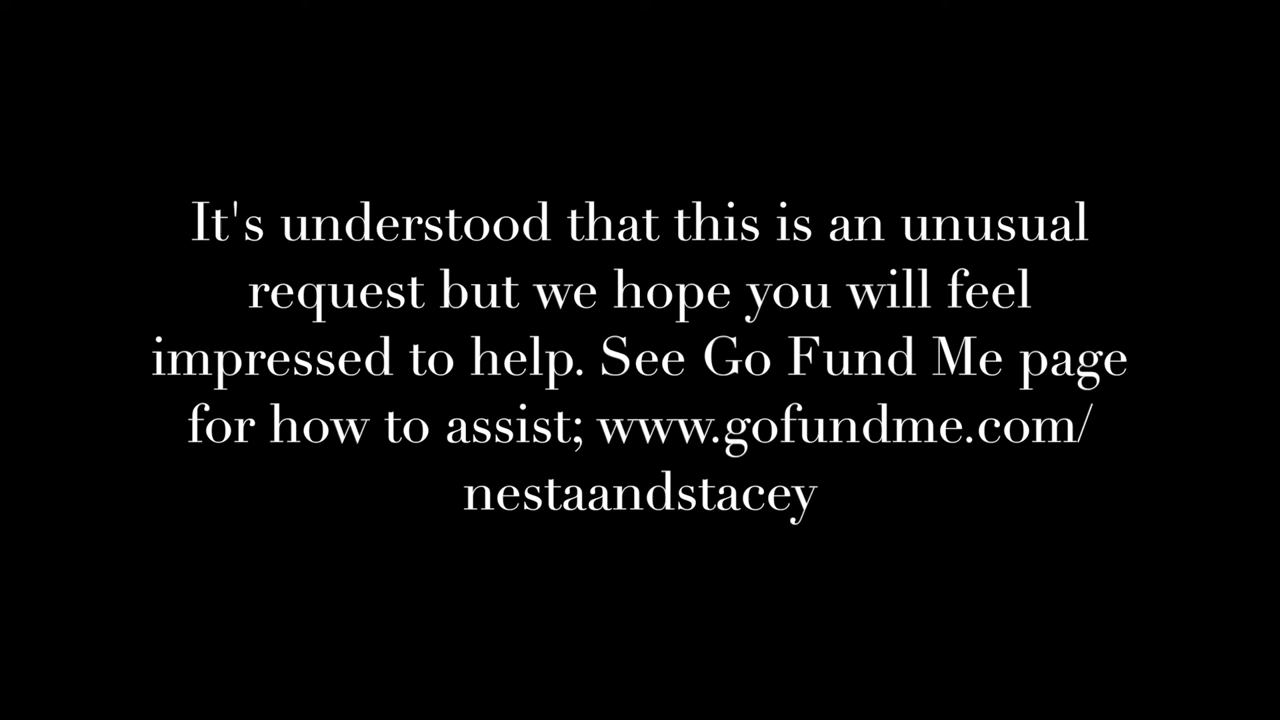 It's understood that this is an unusual
request but we hope you will feel
impressed to help. See Go Fund Me page
for how to assist; www.gofundme.com/
nestaandstacey